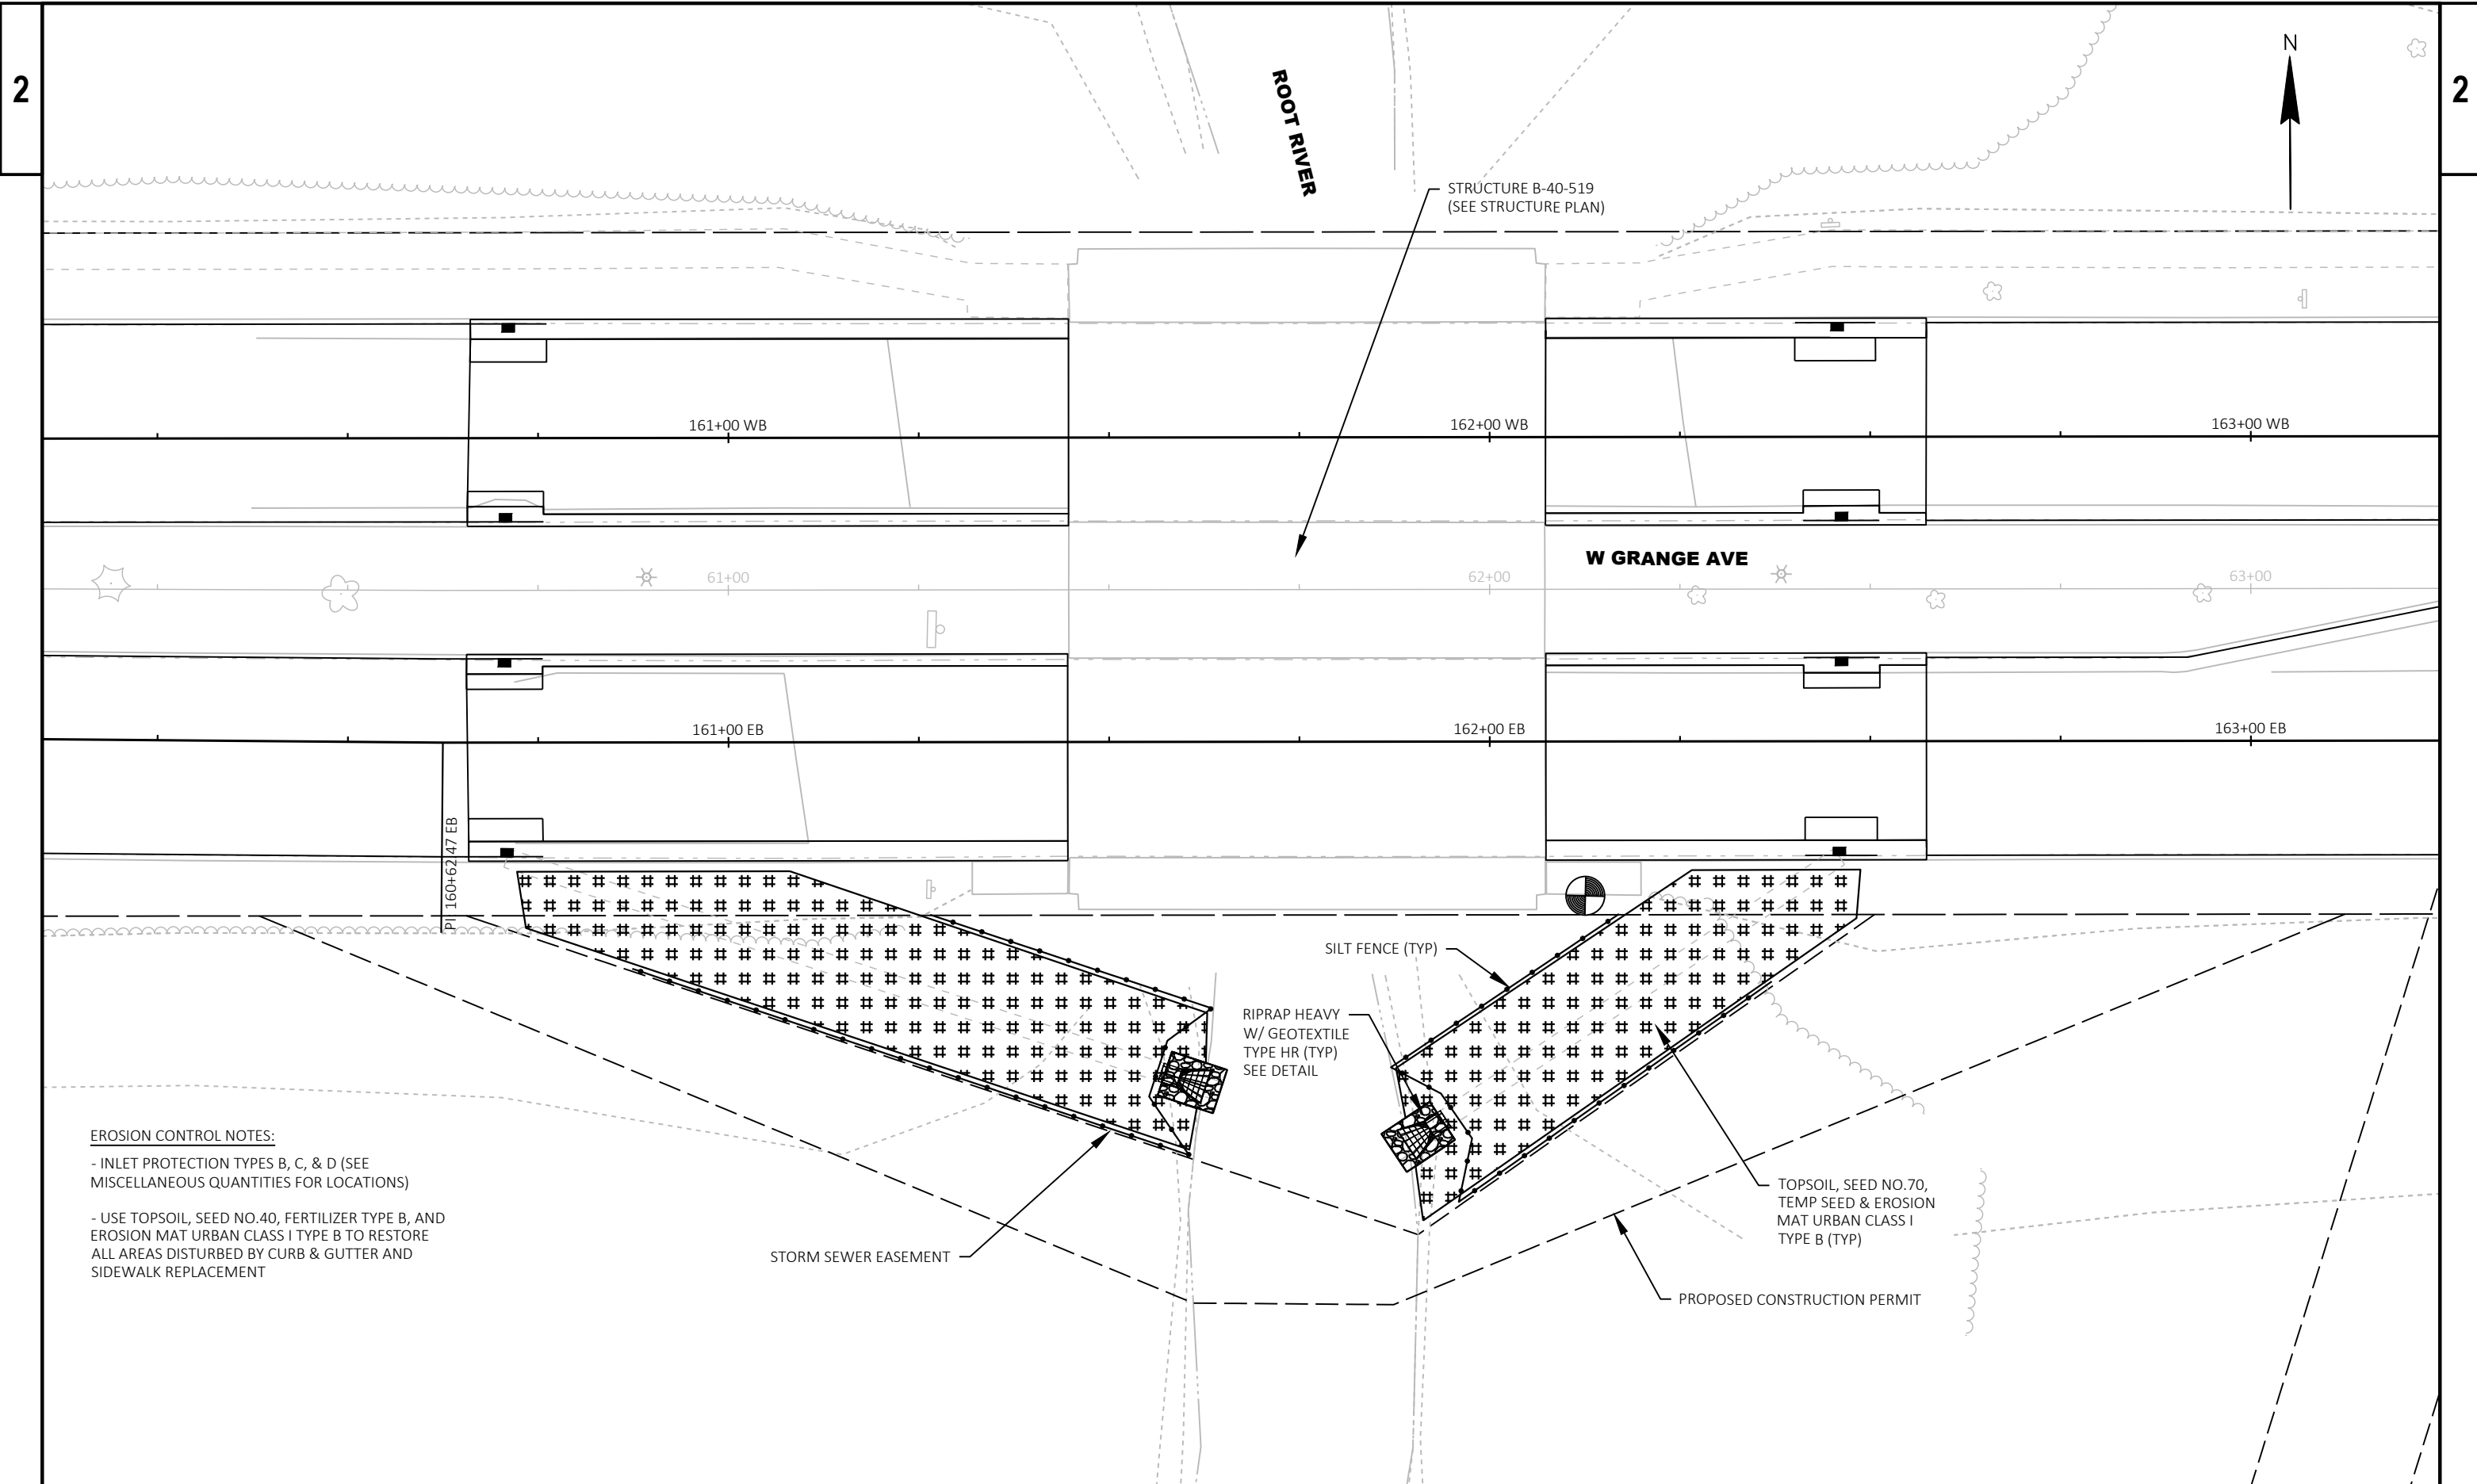 2
2
N
ROOT RIVER
STRUCTURE B-40-519
(SEE STRUCTURE PLAN)
161+00 WB
162+00 WB
163+00 WB
W GRANGE AVE
61+00
62+00
63+00
161+00 EB
162+00 EB
163+00 EB
PI 160+62.47 EB
SILT FENCE (TYP)
RIPRAP HEAVY
W/ GEOTEXTILE
TYPE HR (TYP)
SEE DETAIL
EROSION CONTROL NOTES:
- INLET PROTECTION TYPES B, C, & D (SEE
MISCELLANEOUS QUANTITIES FOR LOCATIONS)
- USE TOPSOIL, SEED NO.40, FERTILIZER TYPE B, AND
EROSION MAT URBAN CLASS I TYPE B TO RESTORE
ALL AREAS DISTURBED BY CURB & GUTTER AND
SIDEWALK REPLACEMENT
STORM SEWER EASEMENT
TOPSOIL, SEED NO.70,
TEMP SEED & EROSION
MAT URBAN CLASS I
TYPE B (TYP)
PROPOSED CONSTRUCTION PERMIT